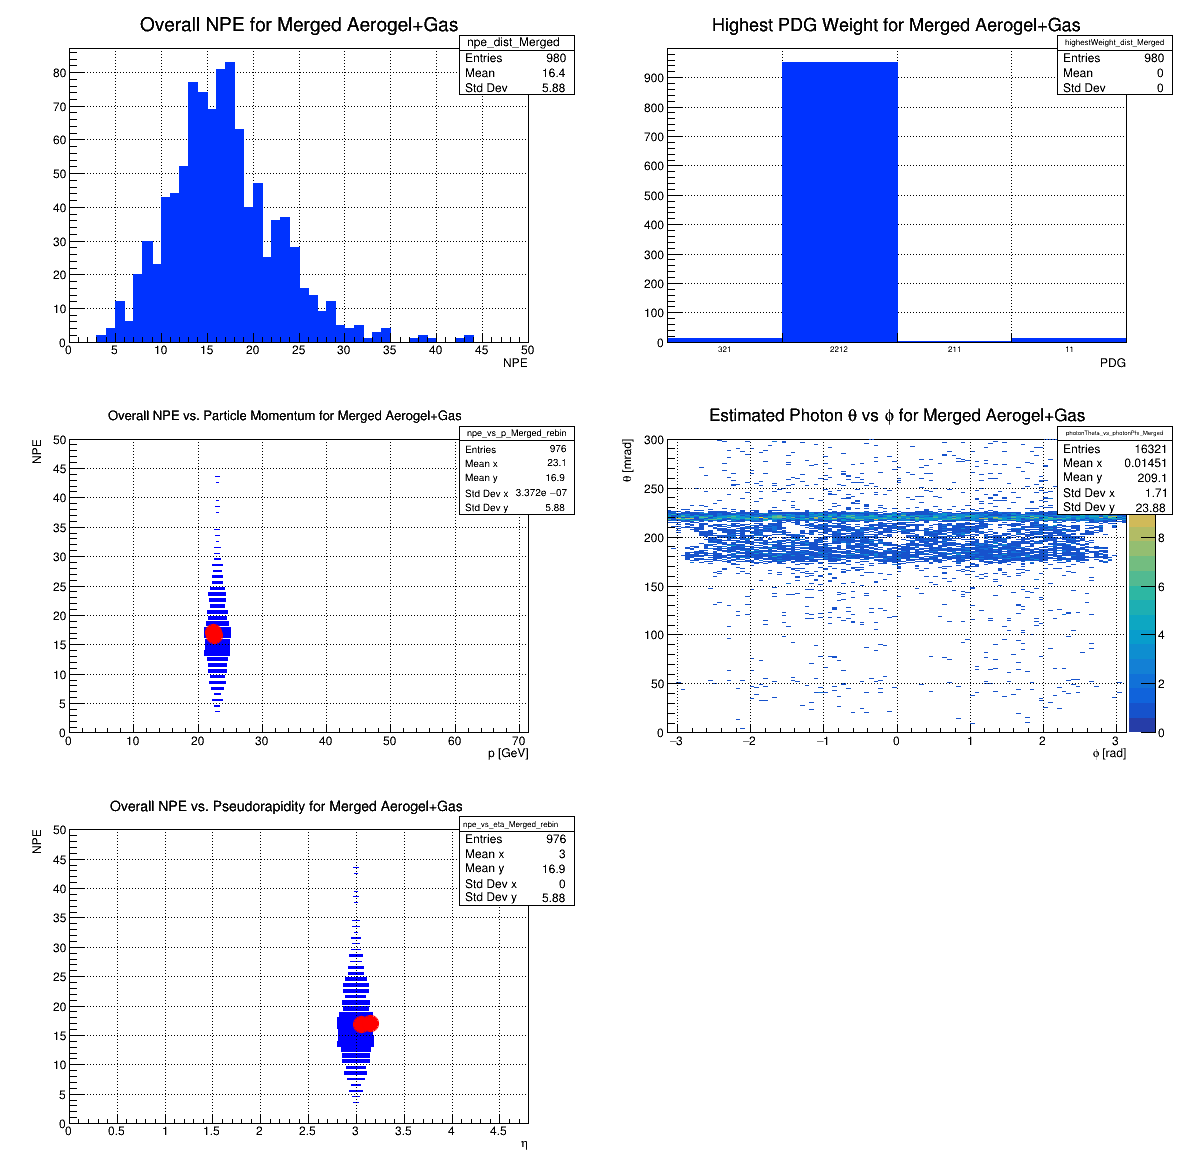 Overall NPE for Merged Aerogel+Gas
npe_dist_Merged
Entries 980
Mean 16.4
Std Dev 5.88
80
70
60
50
40
30
20
10
0
0 5 10 15 20 25 30 35 40 45 50
NPE
Highest PDG Weight for Merged Aerogel+Gas
highestWeight_dist_Merged
Entries 980
Mean 0
Std Dev 0
900
800
700
600
500
400
300
200
100
0
321 2212 211 11
PDG
Overall NPE vs. Particle Momentum for Merged Aerogel+Gas
npe_vs_p_Merged_rebin
Entries 976
Mean x 23.1
Mean y 16.9
Std Dev x 3.372e −07
Std Dev y 5.88
NPE
50
45
40
35
30
25
20
15
10
5
0
0 10 20 30 40 50 60 70
p [GeV]
Estimated Photon θ vs ϕ for Merged Aerogel+Gas
photonTheta_vs_photonPhi_Merged
Entries 16321
Mean x 0.01451
Mean y 209.1
Std Dev x 1.71
Std Dev y 23.88
θ [mrad]
300
250
200
150
100
50
0
−3 −2 −1 0 1 2 3
ϕ [rad]
8
6
4
2
0
Overall NPE vs. Pseudorapidity for Merged Aerogel+Gas
npe_vs_eta_Merged_rebin
Entries 976
Mean x 3
Mean y 16.9
Std Dev x 0
Std Dev y 5.88
NPE
50
45
40
35
30
25
20
15
10
5
0
0 0.5 1 1.5 2 2.5 3 3.5 4 4.5
η